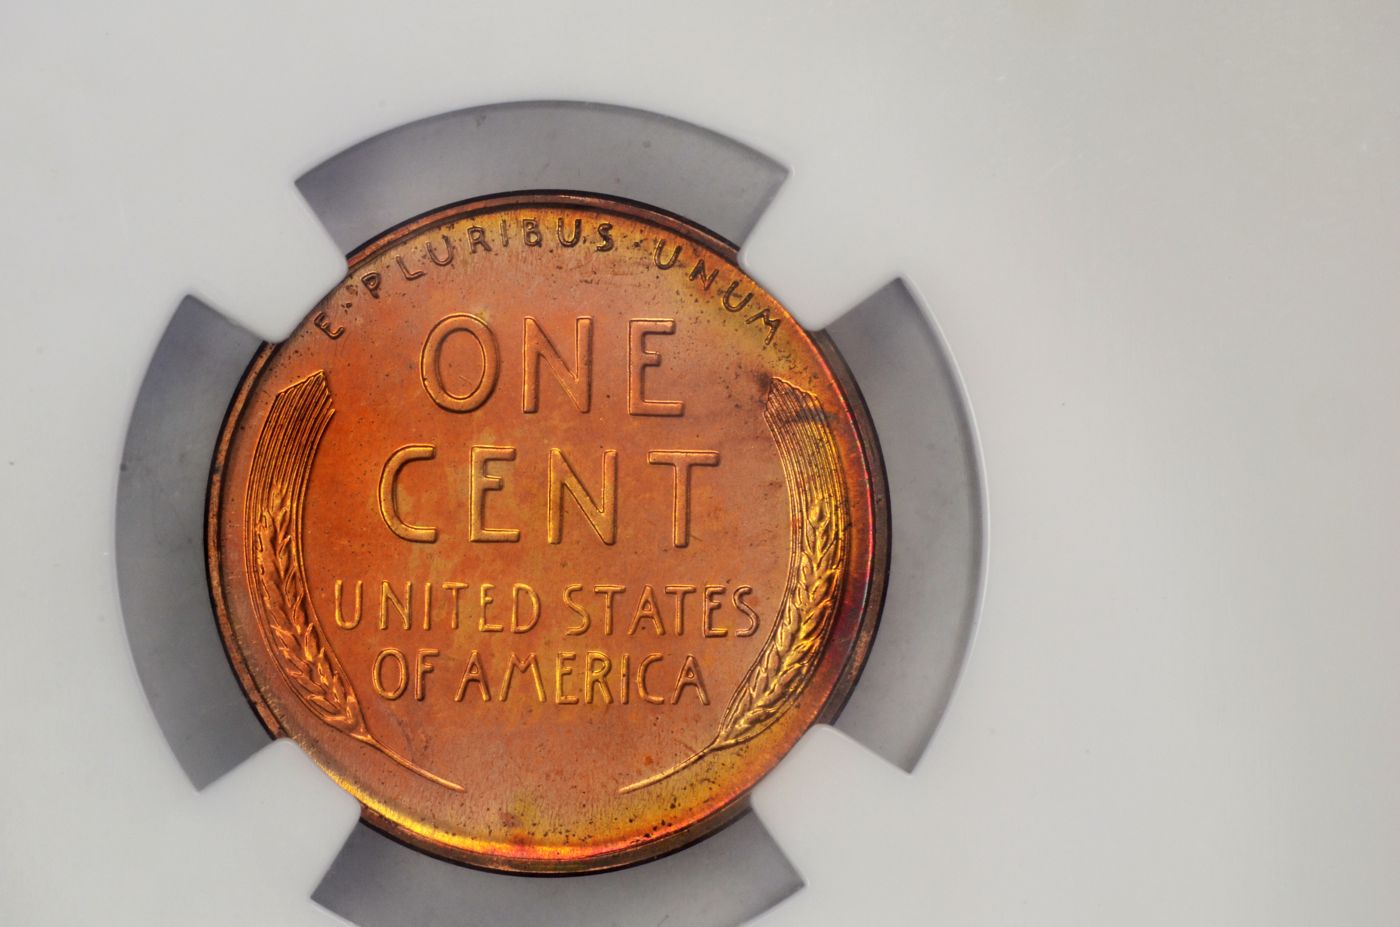 E·PLURIBUS·UNUM
ONE
CENT
UNITED STATES
OF AMERICA